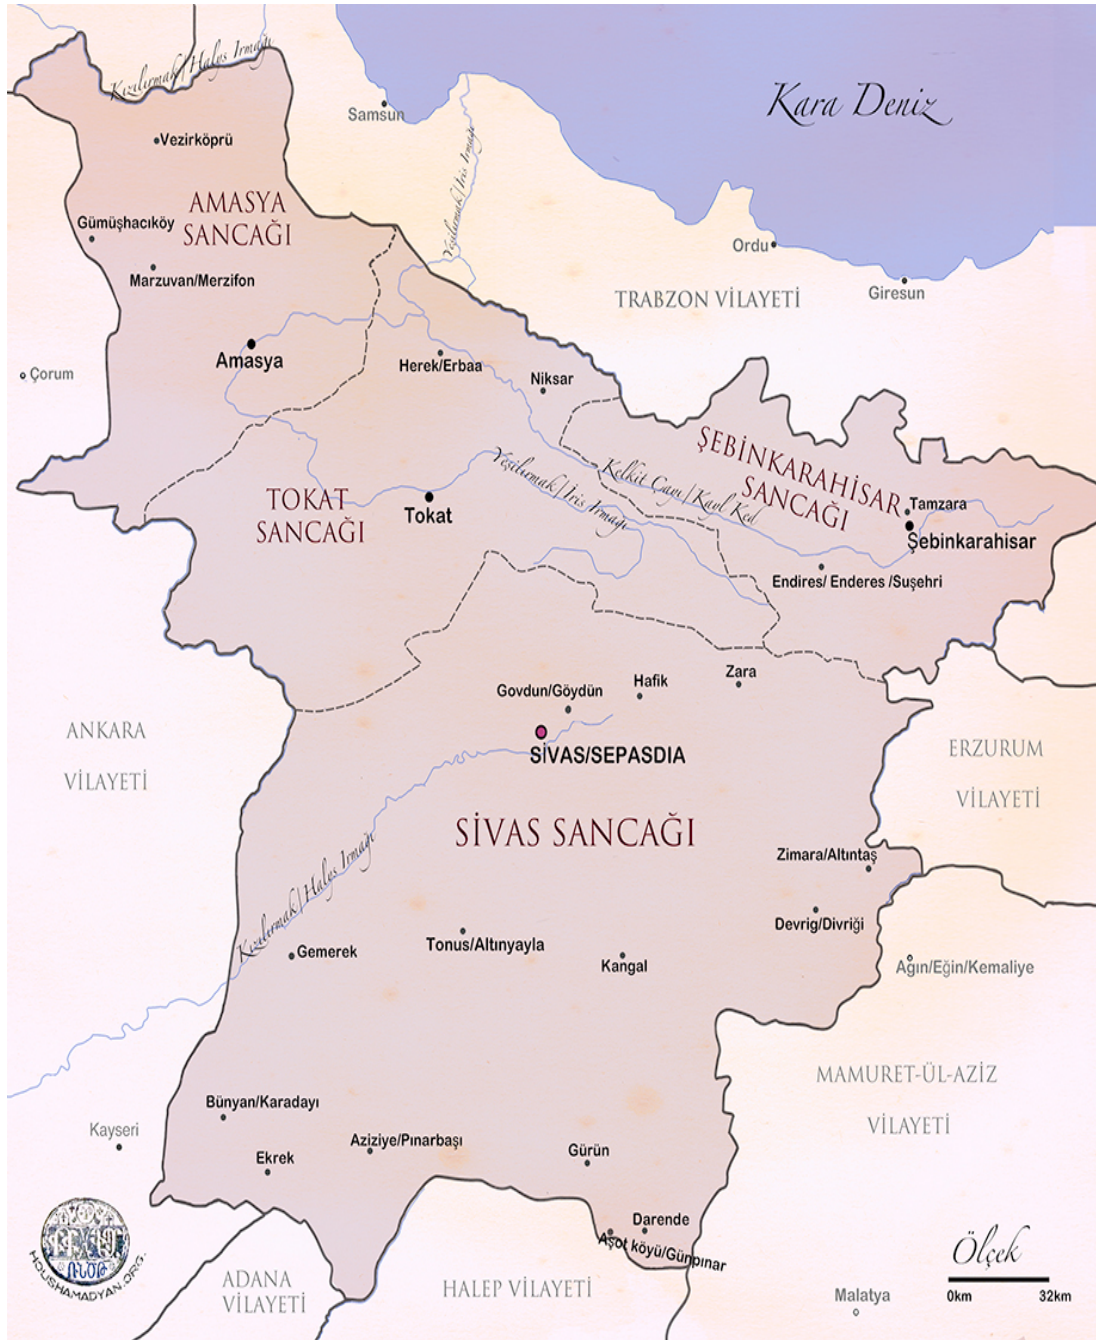 Kızılırmak/Halys Irmağı
Kara Deniz
Samsun
Vezirköprü
Yeşilırmak/İris Irmağı
AMASYA
SANCAĞI
Gümüşhacıköy
Marzuvan/Merzifon
Ordu
Giresun
TRABZON VİLAYETİ
Amasya
Çorum
Herek/Erbaa
Niksar
ŞEBİNKARAHİSAR
SANCAĞI
Yeşilırmak/İris Irmağı
Kelkit Çayı/Kayl Ked
TOKAT
SANCAĞI
Tokat
Tamzara
Şebinkarahisar
Endires/ Enderes /Suşehri
Zara
Hafik
Govdun/Göydün
SİVAS/SEPASDIA
ANKARA
VİLAYETİ
ERZURUM
VİLAYETİ
SİVAS SANCAĞI
Zimara/Altıntaş
Kızılırmak/Halys Irmağı
Devrig/Divriği
Gemerek
Tonus/Altınyayla
Kangal
Ağın/Eğin/Kemaliye
MAMURET-ÜL-AZİZ
VİLAYETİ
Bünyan/Karadayı
Kayseri
Aziziye/Pınarbaşı
Ekrek
Gürün
Darende
Aşot köyü/Günpınar
HOUSHAMADYAN.ORG.
ADANA
VİLAYETİ
HALEP VİLAYETİ
Malatya
Ölçek
0km 32km